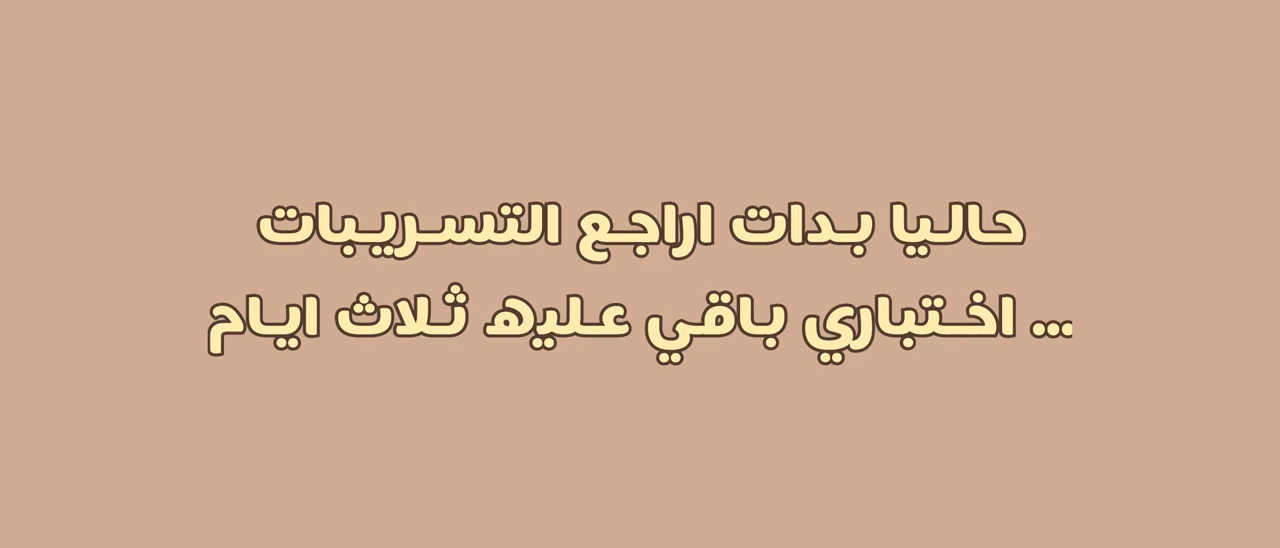 حاليا بدات اراجع التسريبات
... اختباري باقي عليه ثلاث ايام